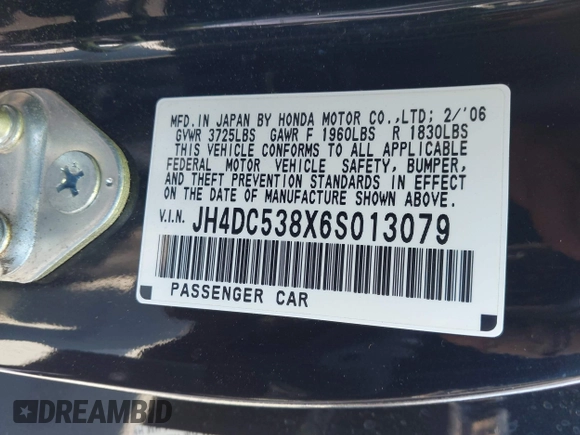 MFD.IN JAPAN BY HONDA MOTOR CO.,LTD; 2/'06
GVWR 3725LBS GAWR F 1960LBS R 1830LBS
THIS VEHICLE CONFORMS TO ALL APPLICABLE
FEDERAL MOTOR VEHICLE SAFETY, BUMPER,
AND THEFT PREVENTION STANDARDS IN EFFECT
ON THE DATE OF MANUFACTURE SHOWN ABOVE.
V.I.N. JH4DC538X6S013079
PASSENGER CAR
DREAMBID